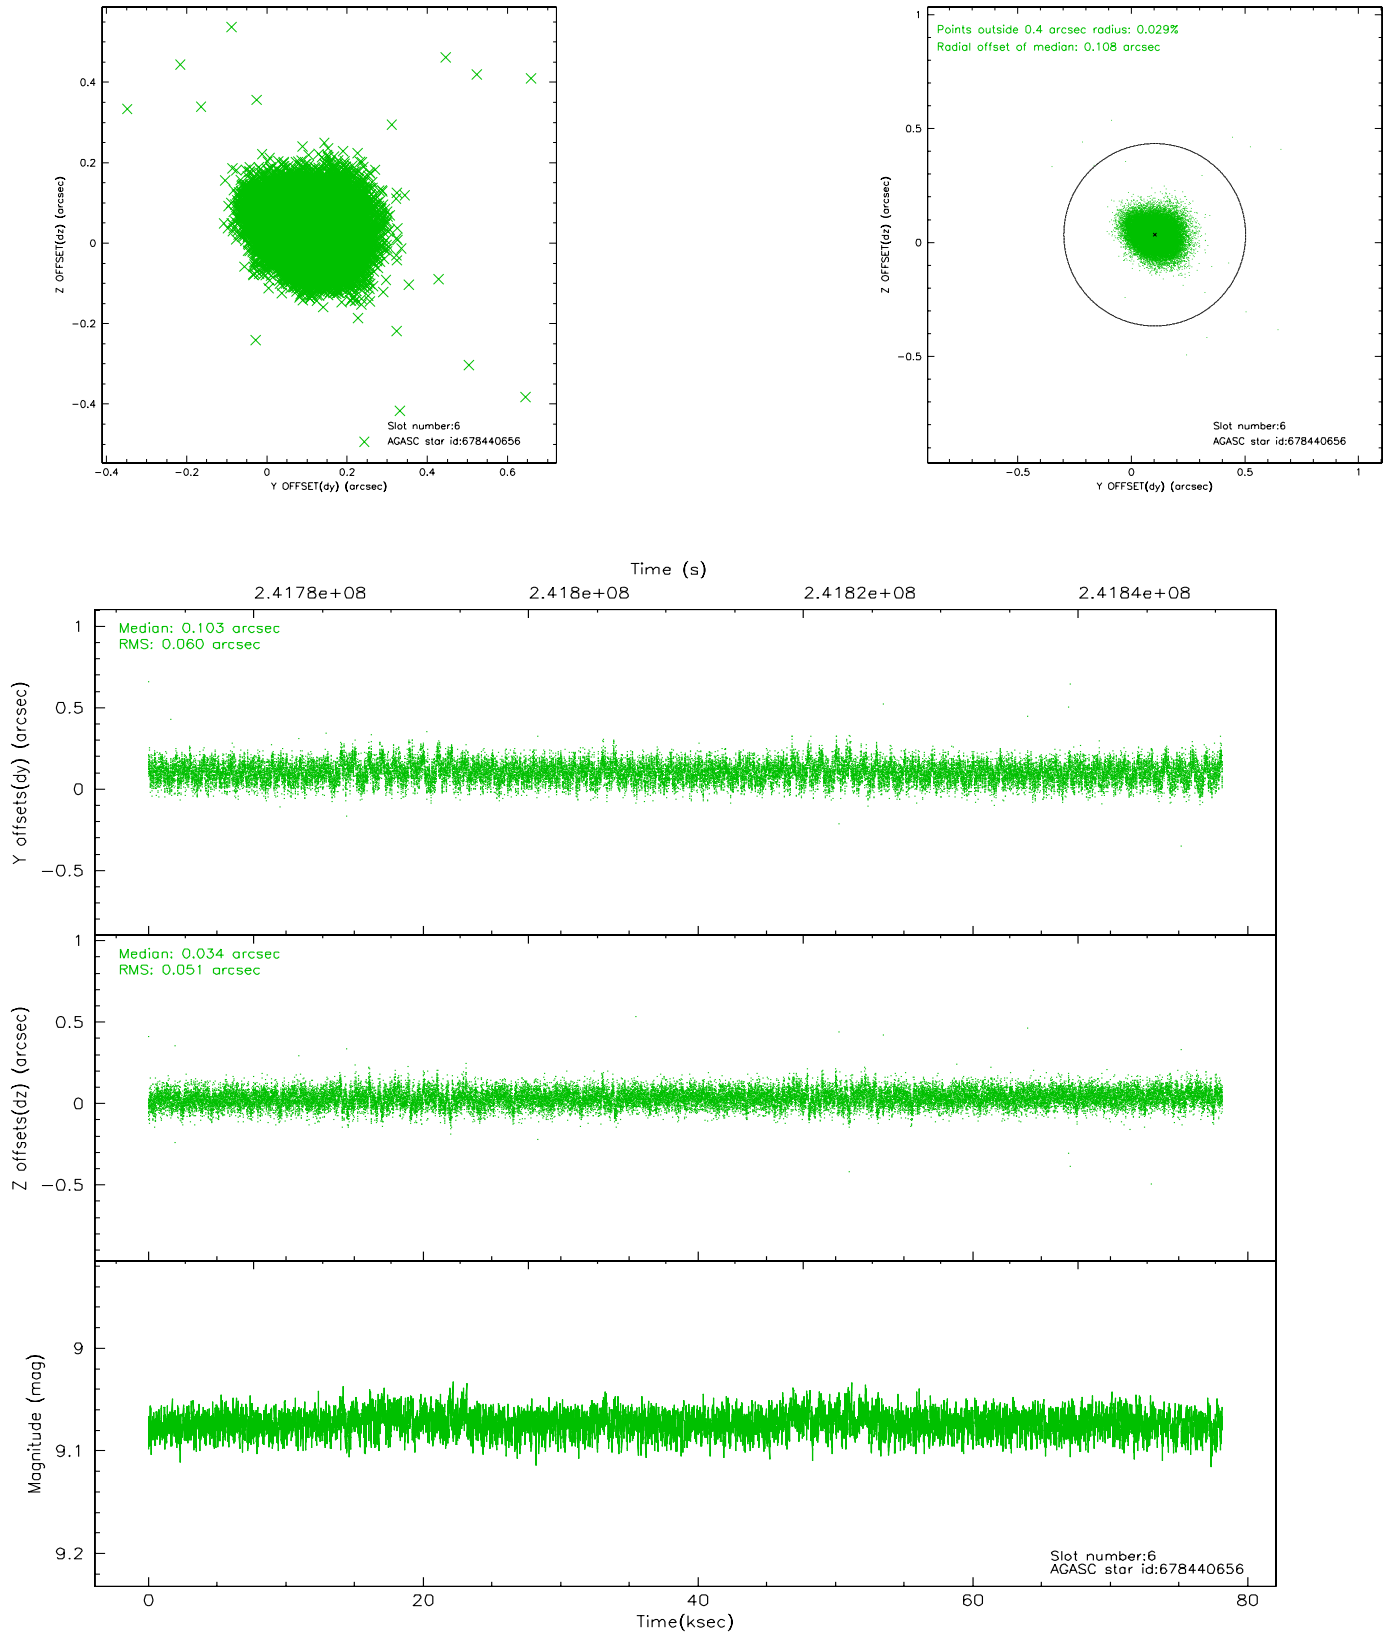 0.4
0.2
0
−0.2
−0.4
Z OFFSET(dz) (arcsec)
Slot number:6
AGASC star id:678440656
−0.4 −0.2 0 0.2 0.4 0.6
Y OFFSET(dy) (arcsec)
Points outside 0.4 arcsec radius: 0.029%
Radial offset of median: 0.108 arcsec
1
0.5
0
−0.5
Z OFFSET(dz) (arcsec)
Slot number:6
AGASC star id:678440656
−0.5 0 0.5 1
Y OFFSET(dy) (arcsec)
Time (s)
2.4178e+08 2.418e+08 2.4182e+08 2.4184e+08
Median: 0.103 arcsec
RMS: 0.060 arcsec
1
0.5
0
−0.5
Y offsets(dy) (arcsec)
Median: 0.034 arcsec
RMS: 0.051 arcsec
1
0.5
0
−0.5
Z offsets(dz) (arcsec)
9
9.1
9.2
Magnitude (mag)
Slot number:6
AGASC star id:678440656
0 20 40 60 80
Time(ksec)